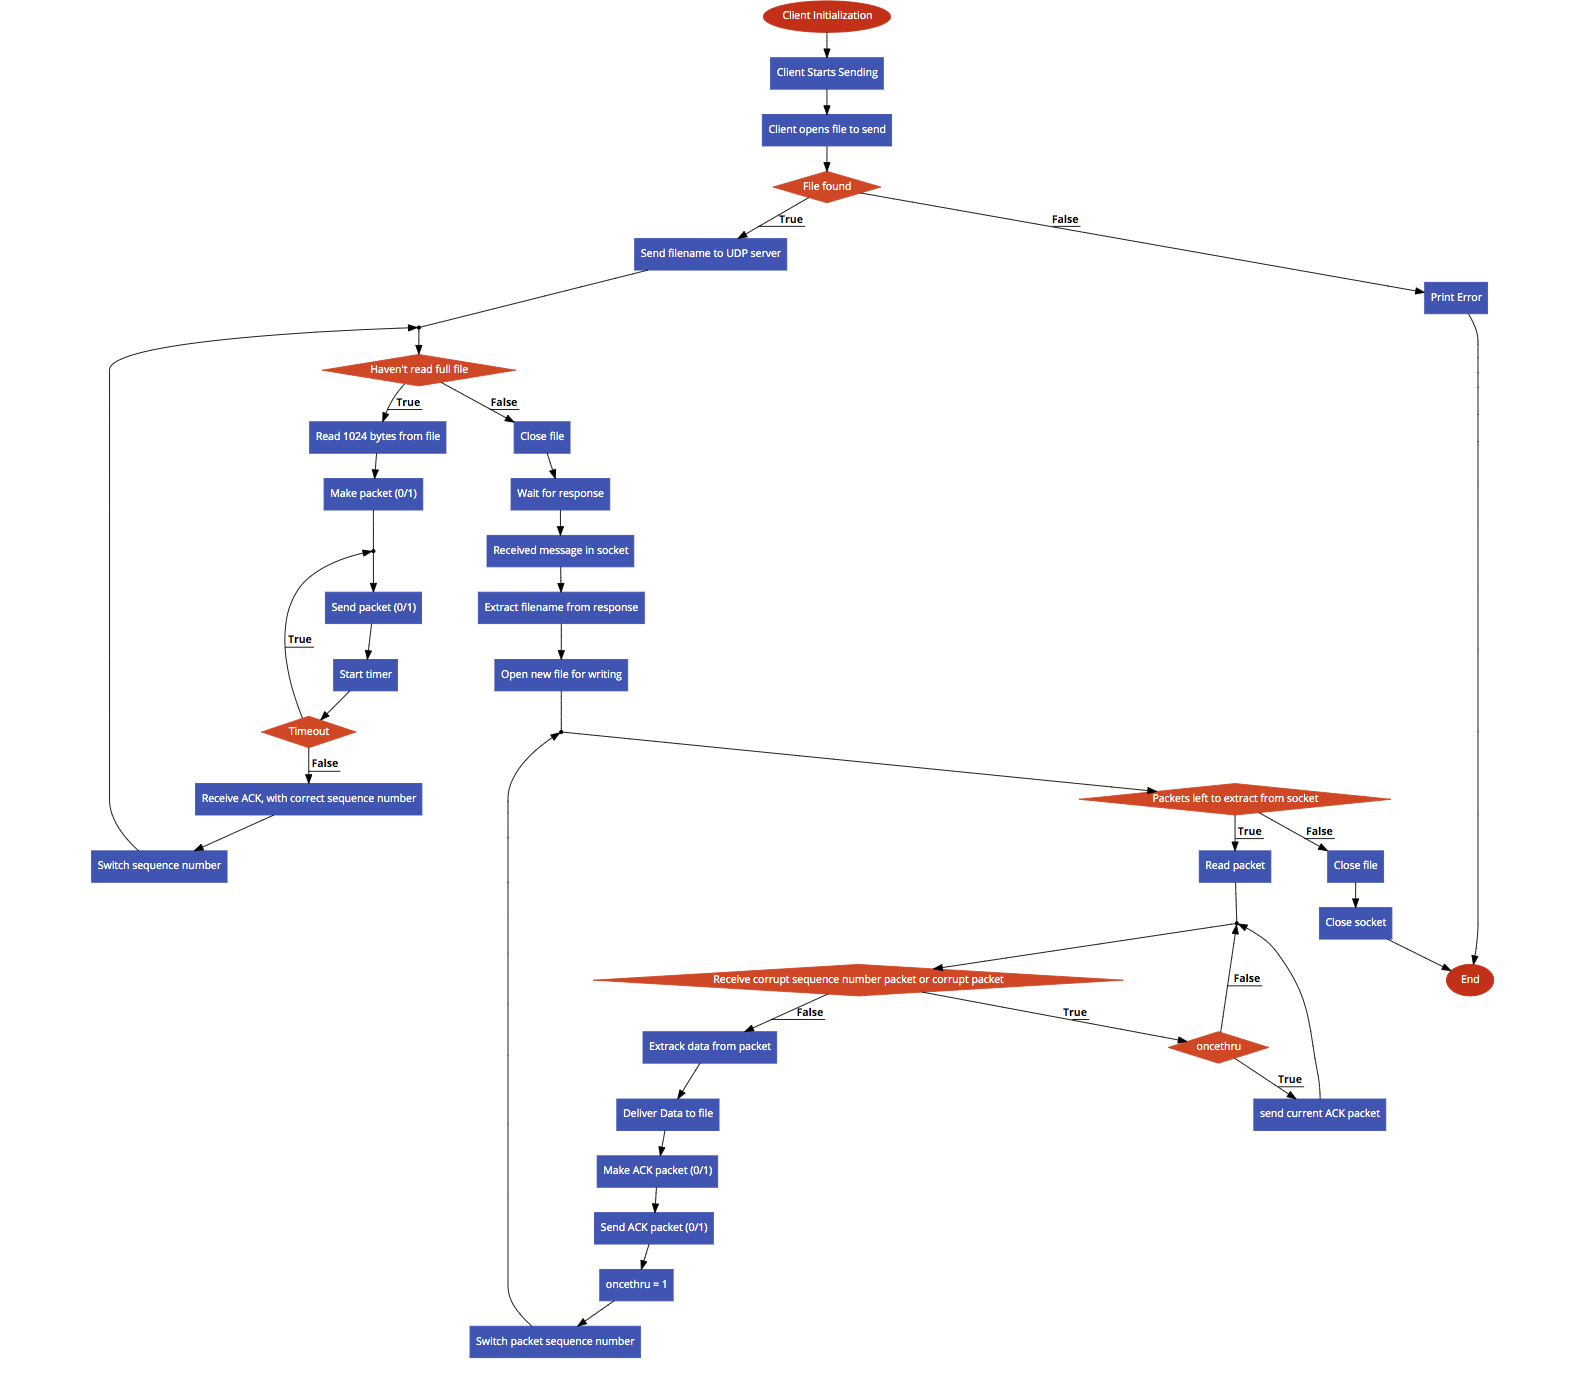 Client Initialization
Client Starts Sending
Client opens file to send
File found
True
False
Send filename to UDP server
Print Error
Haven't read full file
True
False
Read 1024 bytes from file
Close file
Make packet (0/1)
Wait for response
Received message in socket
Send packet (0/1)
Extract filename from response
True
Start timer
Open new file for writing
Timeout
False
Receive ACK, with correct sequence number
Packets left to extract from socket
True
False
Switch sequence number
Read packet
Close file
Close socket
Receive corrupt sequence number packet or corrupt packet
False
End
False
True
Extrack data from packet
oncethru
True
Deliver Data to file
send current ACK packet
Make ACK packet (0/1)
Send ACK packet (0/1)
oncethru = 1
Switch packet sequence number